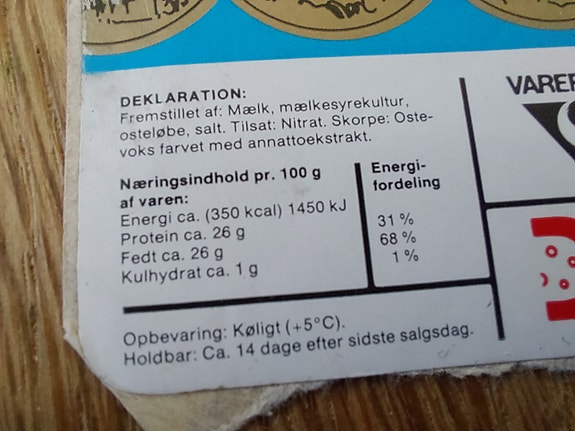 DEKLARATION:
Fremstillet af: Mælk, mælkesyrekultur,
osteløbe, salt. Tilsat: Nitrat. Skorpe: Oste-
voks farvet med annattoekstrakt.
Næringsindhold pr. 100 g
af varen:
Energi ca. (350 kcal) 1450 kJ
Protein ca. 26 g
Fedt ca. 26 g
Kulhydrat ca. 1 g
Energi-
fordeling
31 %
68 %
1 %
Opbevaring: Køligt (+5°C).
Holdbar: Ca. 14 dage efter sidste salgsdag.